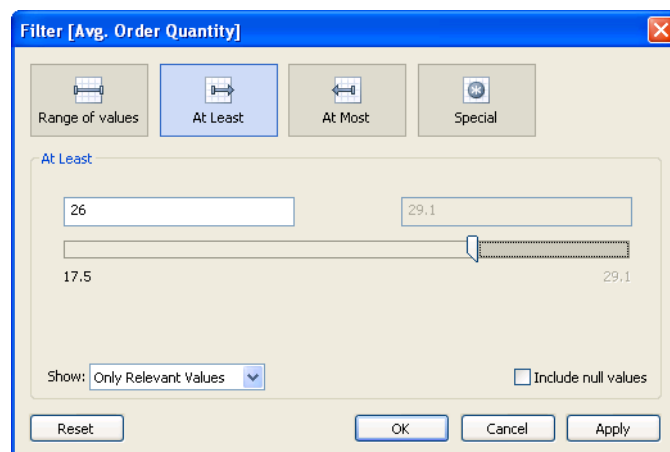 Filter [Avg. Order Quantity]
Range of values
At Least
At Most
Special
At Least
26
29.1
17.5
29.1
Show: Only Relevant Values
Include null values
Reset
OK
Cancel
Apply